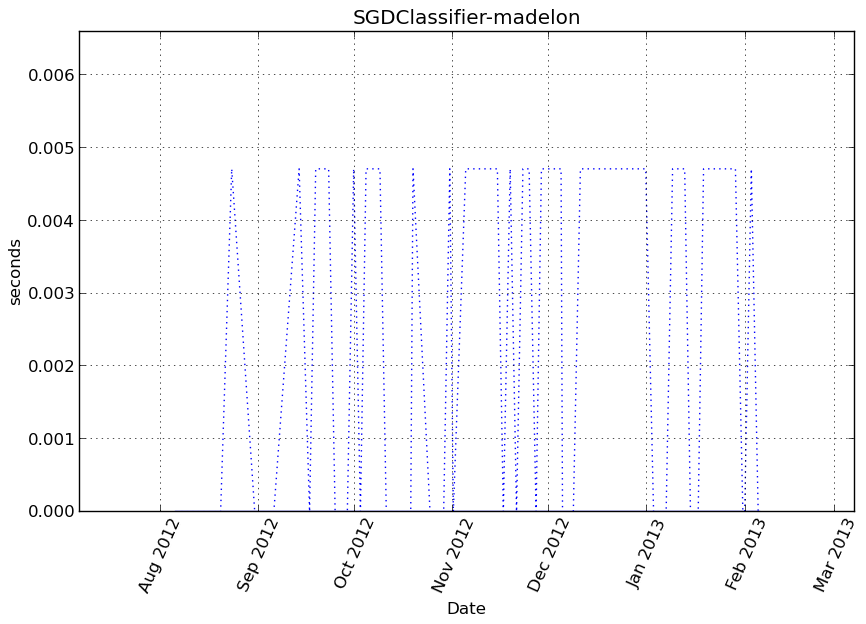 SGDClassifier-madelon
0.006
0.005
0.004
0.003
0.002
0.001
0.000
seconds
Aug 2012
Sep 2012
Oct 2012
Nov 2012
Dec 2012
Jan 2013
Feb 2013
Mar 2013
Date